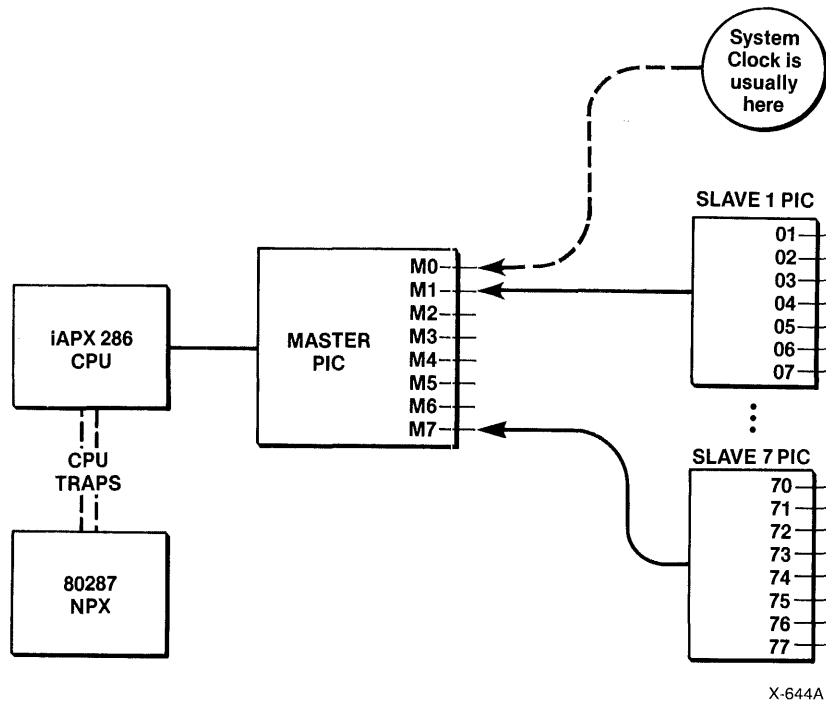 System
Clock is
usually
here
SLAVE 1 PIC
01
02
03
04
05
06
07
M0
M1
M2
M3
M4
M5
M6
M7
MASTER
PIC
iAPX 286
CPU
CPU
TRAPS
80287
NPX
SLAVE 7 PIC
70
71
72
73
74
75
76
77
X-644A